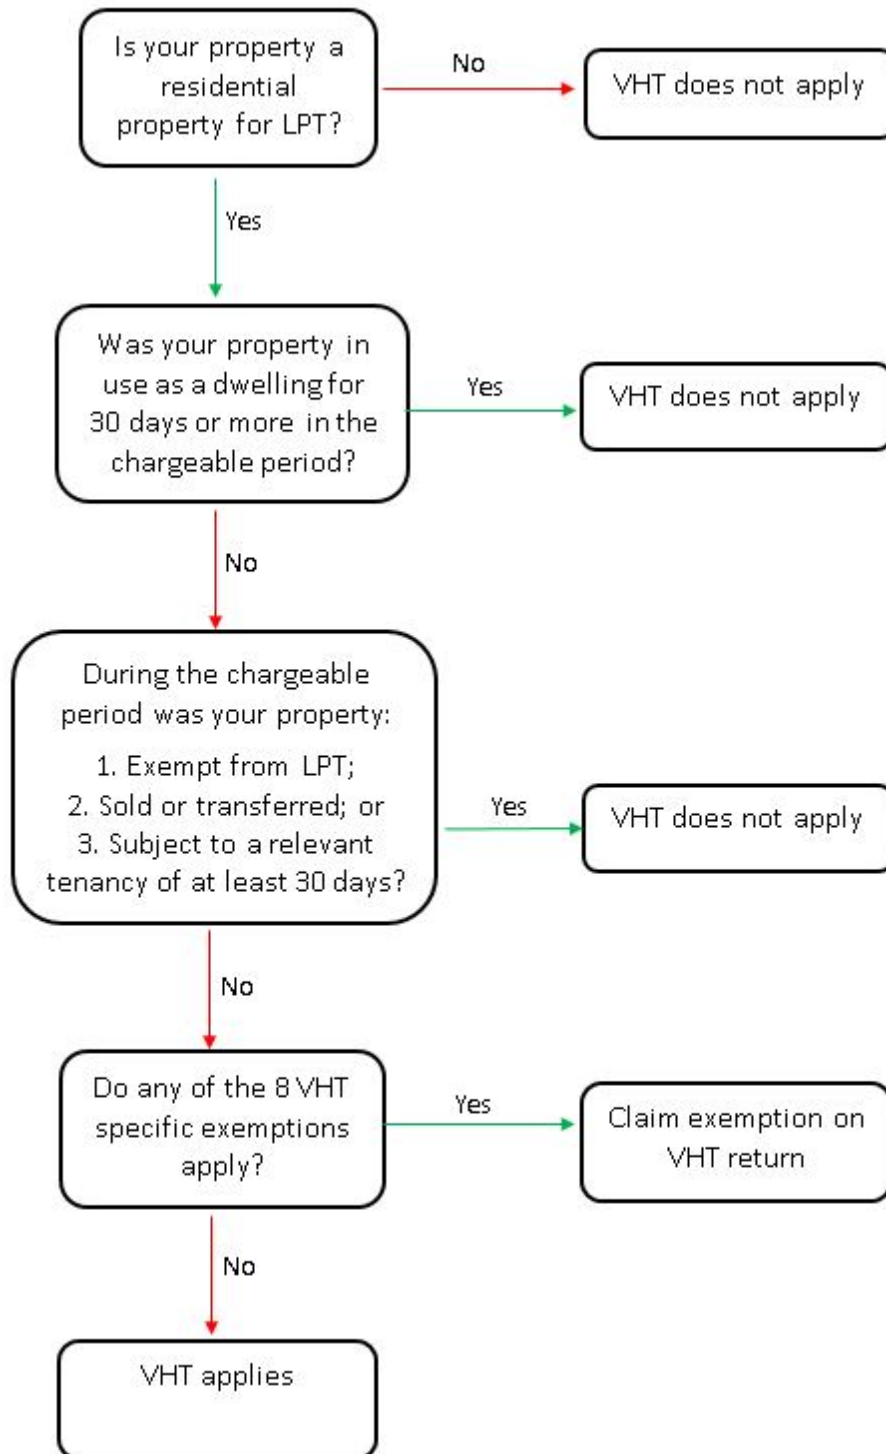 Is your property a
residential
property for LPT?
No
VHT does not apply
Yes
Was your property in
use as a dwelling for
30 days or more in the
chargeable period?
Yes
VHT does not apply
No
During the chargeable
period was your property:
1. Exempt from LPT;
2. Sold or transferred; or
3. Subject to a relevant
tenancy of at least 30 days?
Yes
VHT does not apply
No
Do any of the 8 VHT
specific exemptions
apply?
Yes
Claim exemption on
VHT return
No
VHT applies